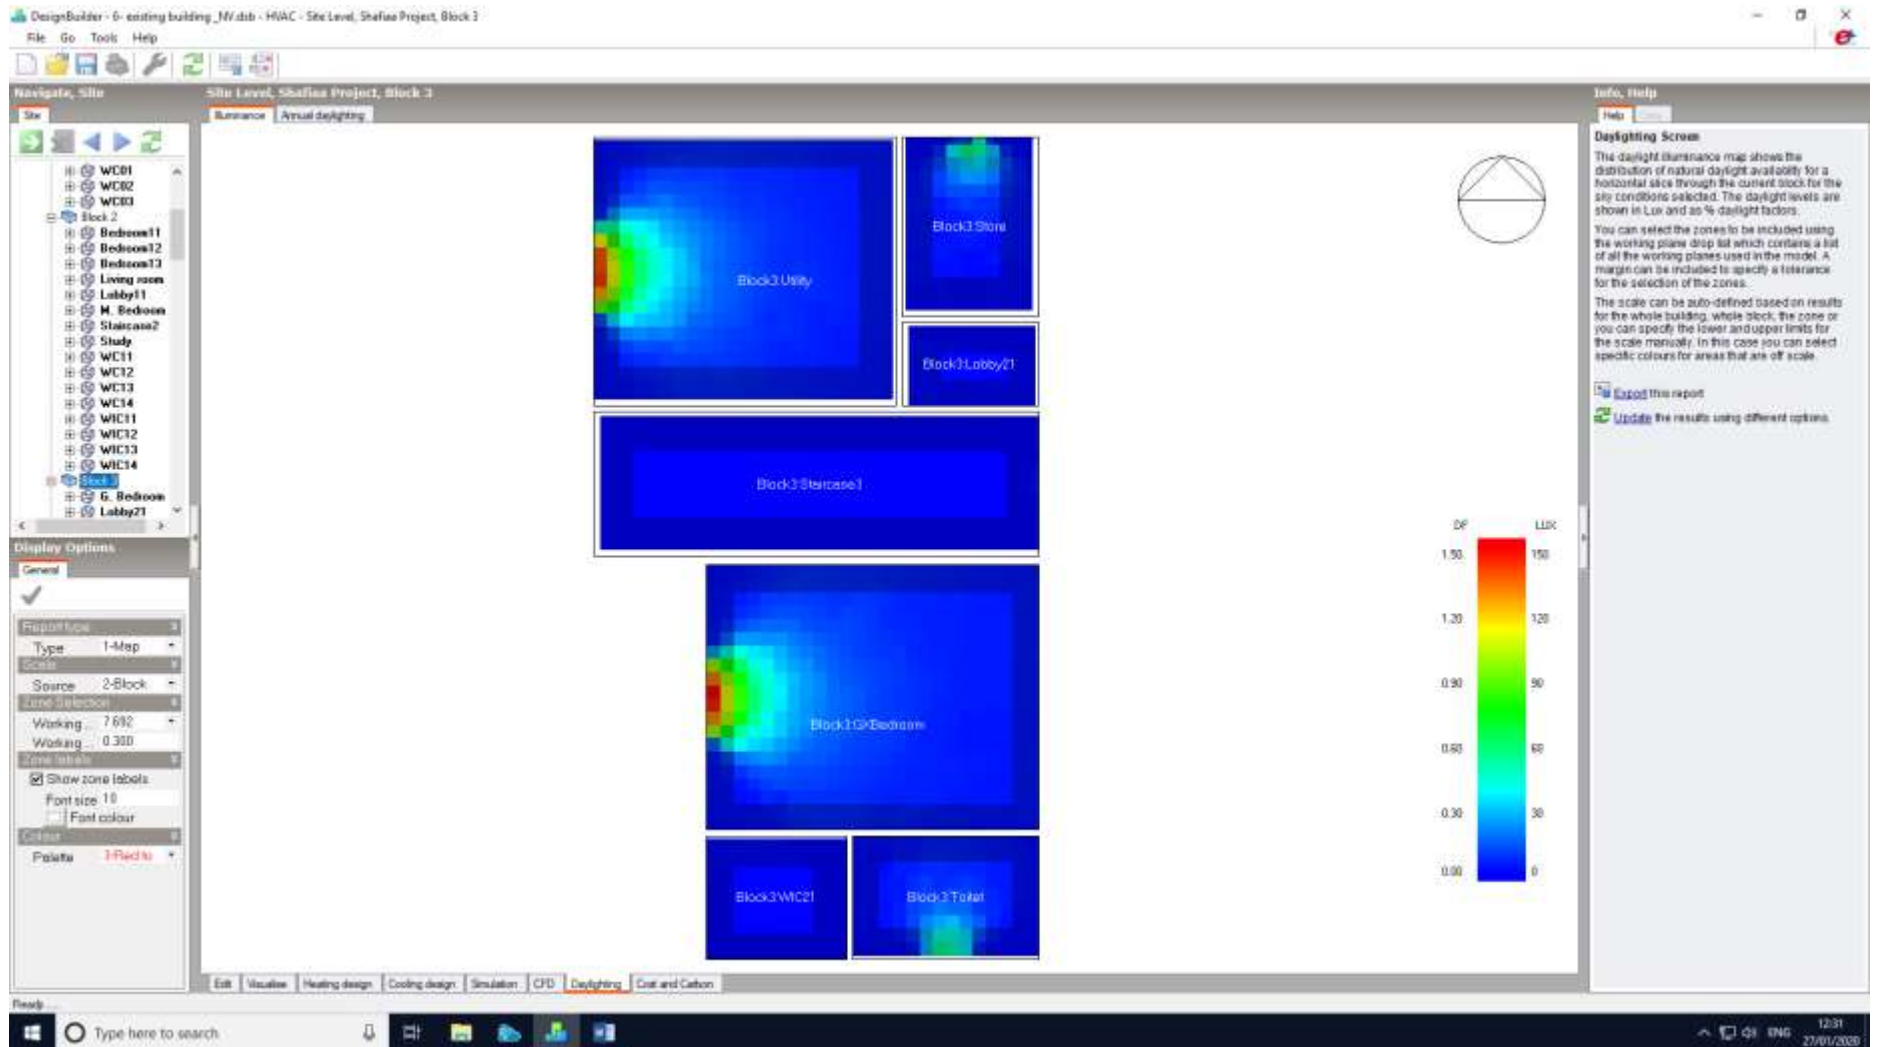 DesignBuilder - 6- existing building _NV.dsb - HVAC - Site Level, Shafiaa Project, Block 3
File Go Tools Help
Navigate, Site
Site
WC01
WC02
WC03
Block 2
Bedroom11
Bedroom12
Bedroom13
Living room
Lobby11
M. Bedroom
Staircase2
Study
WC11
WC12
WC13
WC14
WIC11
WIC12
WIC13
WIC14
Block 3
G. Bedroom
Lobby21
Display Options
General
Report type
Type 1-Map
Scale
Source 2-Block
Zone Selection
Working ... 7.692
Working ... 0.300
Zone labels
Show zone labels
Font size 10
Font colour
Colour
Palette 3-Red to
Site Level, Shafiaa Project, Block 3
Illuminance Annual daylighting
Block3:Utility
Block3:Store
Block3:Lobby21
Block3:Staircase3
Block3:GXBedroom
Block3:WIC21
Block3:Toilet
DF LUX
1.50 150
1.20 120
0.90 90
0.60 60
0.30 30
0.00 0
Edit Visualise Heating design Cooling design Simulation CFD Daylighting Cost and Carbon
Info, Help
Help
Daylighting Screen
The daylight illuminance map shows the
distribution of natural daylight availability for a
horizontal slice through the current block for the
sky conditions selected. The daylight levels are
shown in Lux and as % daylight factors.
You can select the zones to be included using
the working plane drop list which contains a list
of all the working planes used in the model. A
margin can be included to specify a tolerance
for the selection of the zones.
The scale can be auto-defined based on results
for the whole building, whole block, the zone or
you can specify the lower and upper limits for
the scale manually. In this case you can select
specific colours for areas that are off scale.
Export this report
Update the results using different options.
Ready
Type here to search
ENG
12:31
27/01/2020